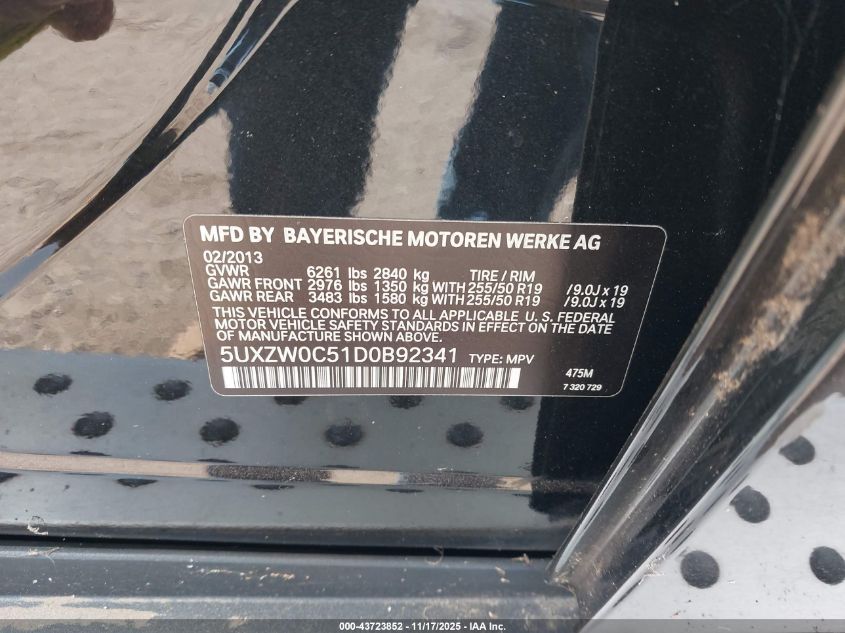 MFD BY BAYERISCHE MOTOREN WERKE AG
02/2013
GVWR 6261 lbs 2840 kg TIRE / RIM
GAWR FRONT 2976 lbs 1350 kg WITH 255/50 R19 /9.0J x 19
GAWR REAR 3483 lbs 1580 kg WITH 255/50 R19 /9.0J x 19
THIS VEHICLE CONFORMS TO ALL APPLICABLE U. S. FEDERAL
MOTOR VEHICLE SAFETY STANDARDS IN EFFECT ON THE DATE
OF MANUFACTURE SHOWN ABOVE.
5UXZW0C51D0B92341 TYPE: MPV
475M
7 320 729
000-43723852 - 11/17/2025 - IAA Inc.